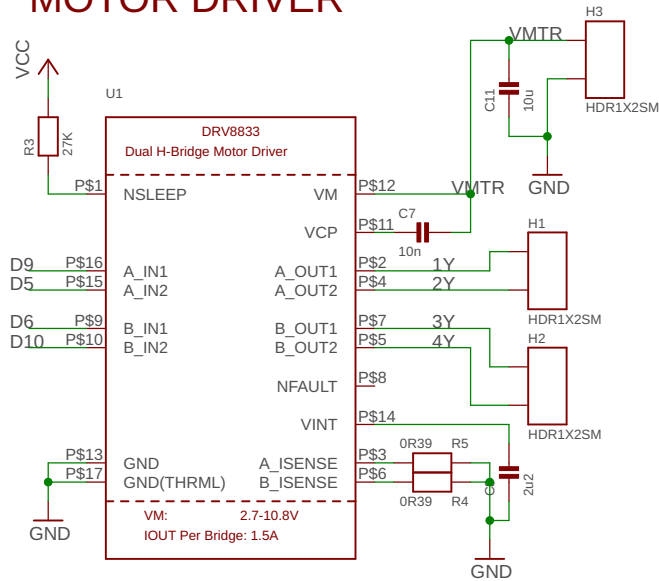 MOTOR DRIVER
H3
VMTR
VCC
C11
10u
HDR1X2SM
U1
R3
27K
DRV8833
Dual H-Bridge Motor Driver
P$1
NSLEEP
VM
P$12
VMTR
GND
VCP
P$11
C7
10n
H1
D9
P$16
A_IN1
A_OUT1
P$2
1Y
D5
P$15
A_IN2
A_OUT2
P$4
2Y
HDR1X2SM
D6
P$9
B_IN1
B_OUT1
P$7
3Y
H2
D10
P$10
B_IN2
B_OUT2
P$5
4Y
NFAULT
P$8
VINT
P$14
HDR1X2SM
P$13
GND
A_ISENSE
P$3
0R39
R5
P$17
GND(THRML)
B_ISENSE
P$6
0R39
R4
C
2u2
VM:
2.7-10.8V
IOUT Per Bridge: 1.5A
GND
GND